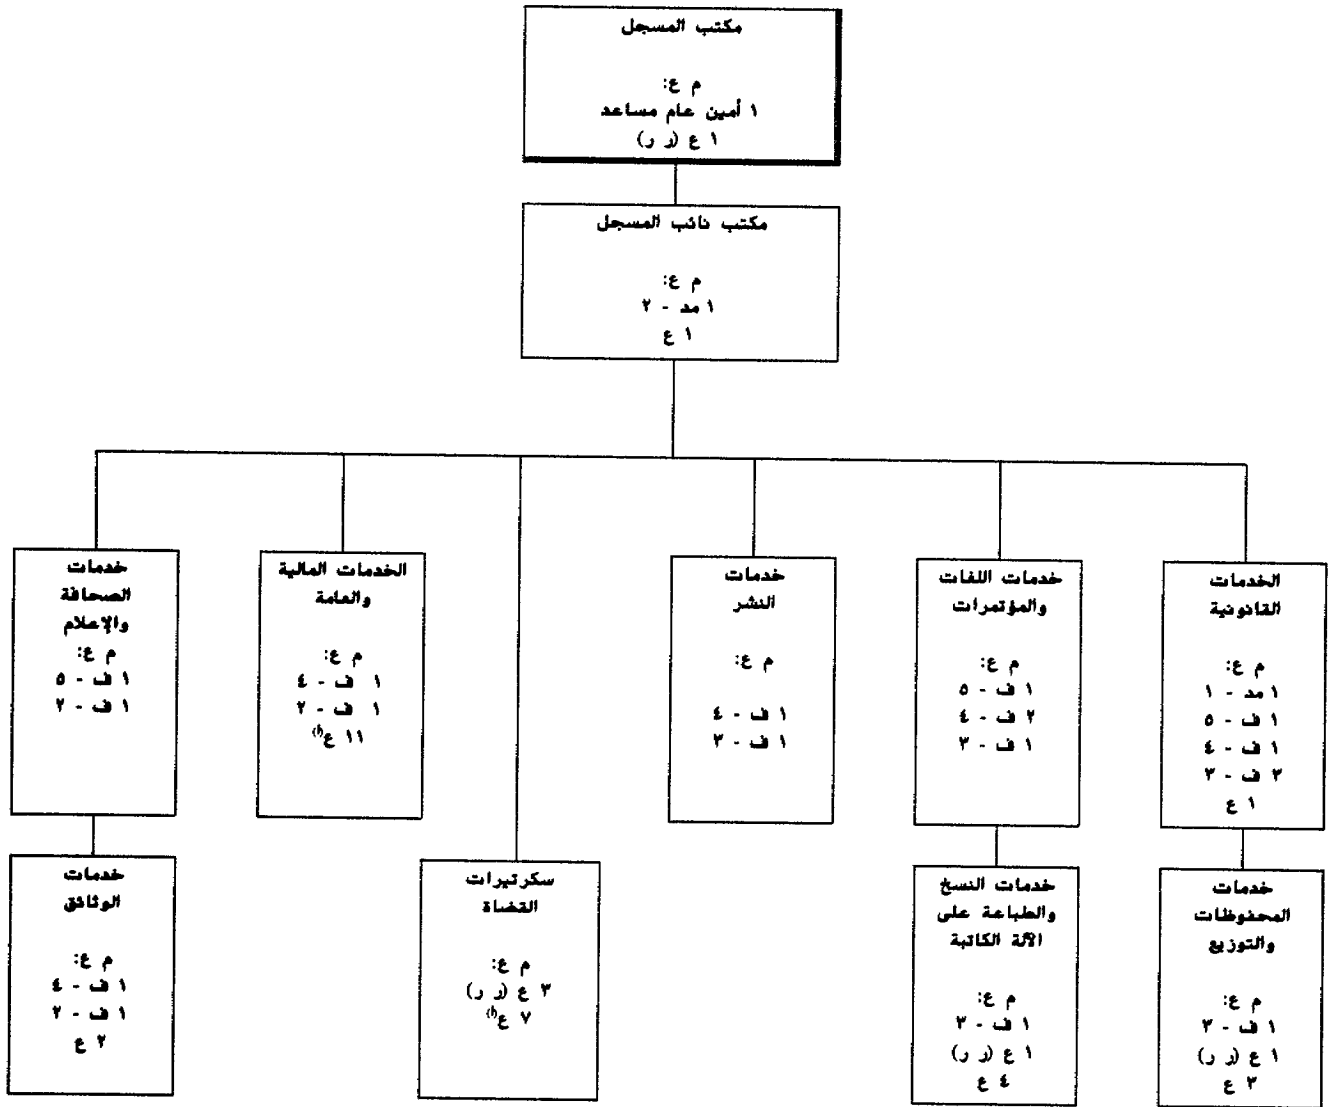 مكتب المسجل
م ع:
١ أمين عام مساعد
١ ع (ر ر)
مكتب نائب المسجل
م ع:
١ مد - ٢
١ ع
الخدمات
القانونية
م ع:
١ مد - ١
١ ف - ٥
١ ف - ٤
٣ ف - ٣
١ ع
خدمات اللغات
والمؤتمرات
م ع:
١ ف - ٥
٢ ف - ٤
١ ف - ٣
خدمات
النشر
م ع:
١ ف - ٤
١ ف - ٣
الخدمات المالية
والعامة
م ع:
١ ف - ٤
١ ف - ٢
١١ ع(أ)
خدمات
الصحافة
والإعلام
م ع:
١ ف - ٥
١ ف - ٢
خدمات
المحفوظات
والتوزيع
م ع:
١ ف - ٣
١ ع (ر ر)
٣ ع
خدمات النسخ
والطباعة على
الآلة الكاتبة
م ع:
١ ف - ٣
١ ع (ر ر)
٤ ع
سكرتيرات
القضاة
م ع:
٣ ع (ر ر)
٧ ع(أ)
خدمات
الوثائق
م ع:
١ ف - ٤
١ ف - ٢
٢ ع